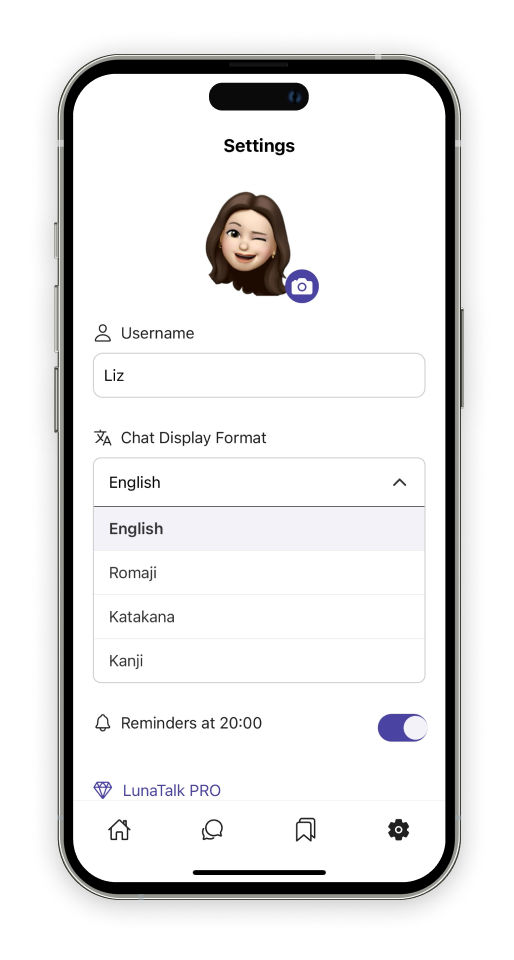 Settings
Username
Liz
Chat Display Format
English
English
Romaji
Katakana
Kanji
Reminders at 20:00
LunaTalk PRO